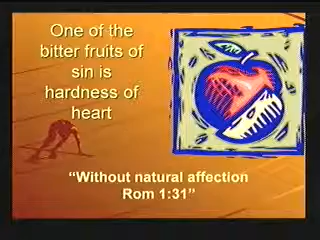 One of the
bitter fruits of
sin is
hardness of
heart
“Without natural affection
Rom 1:31”